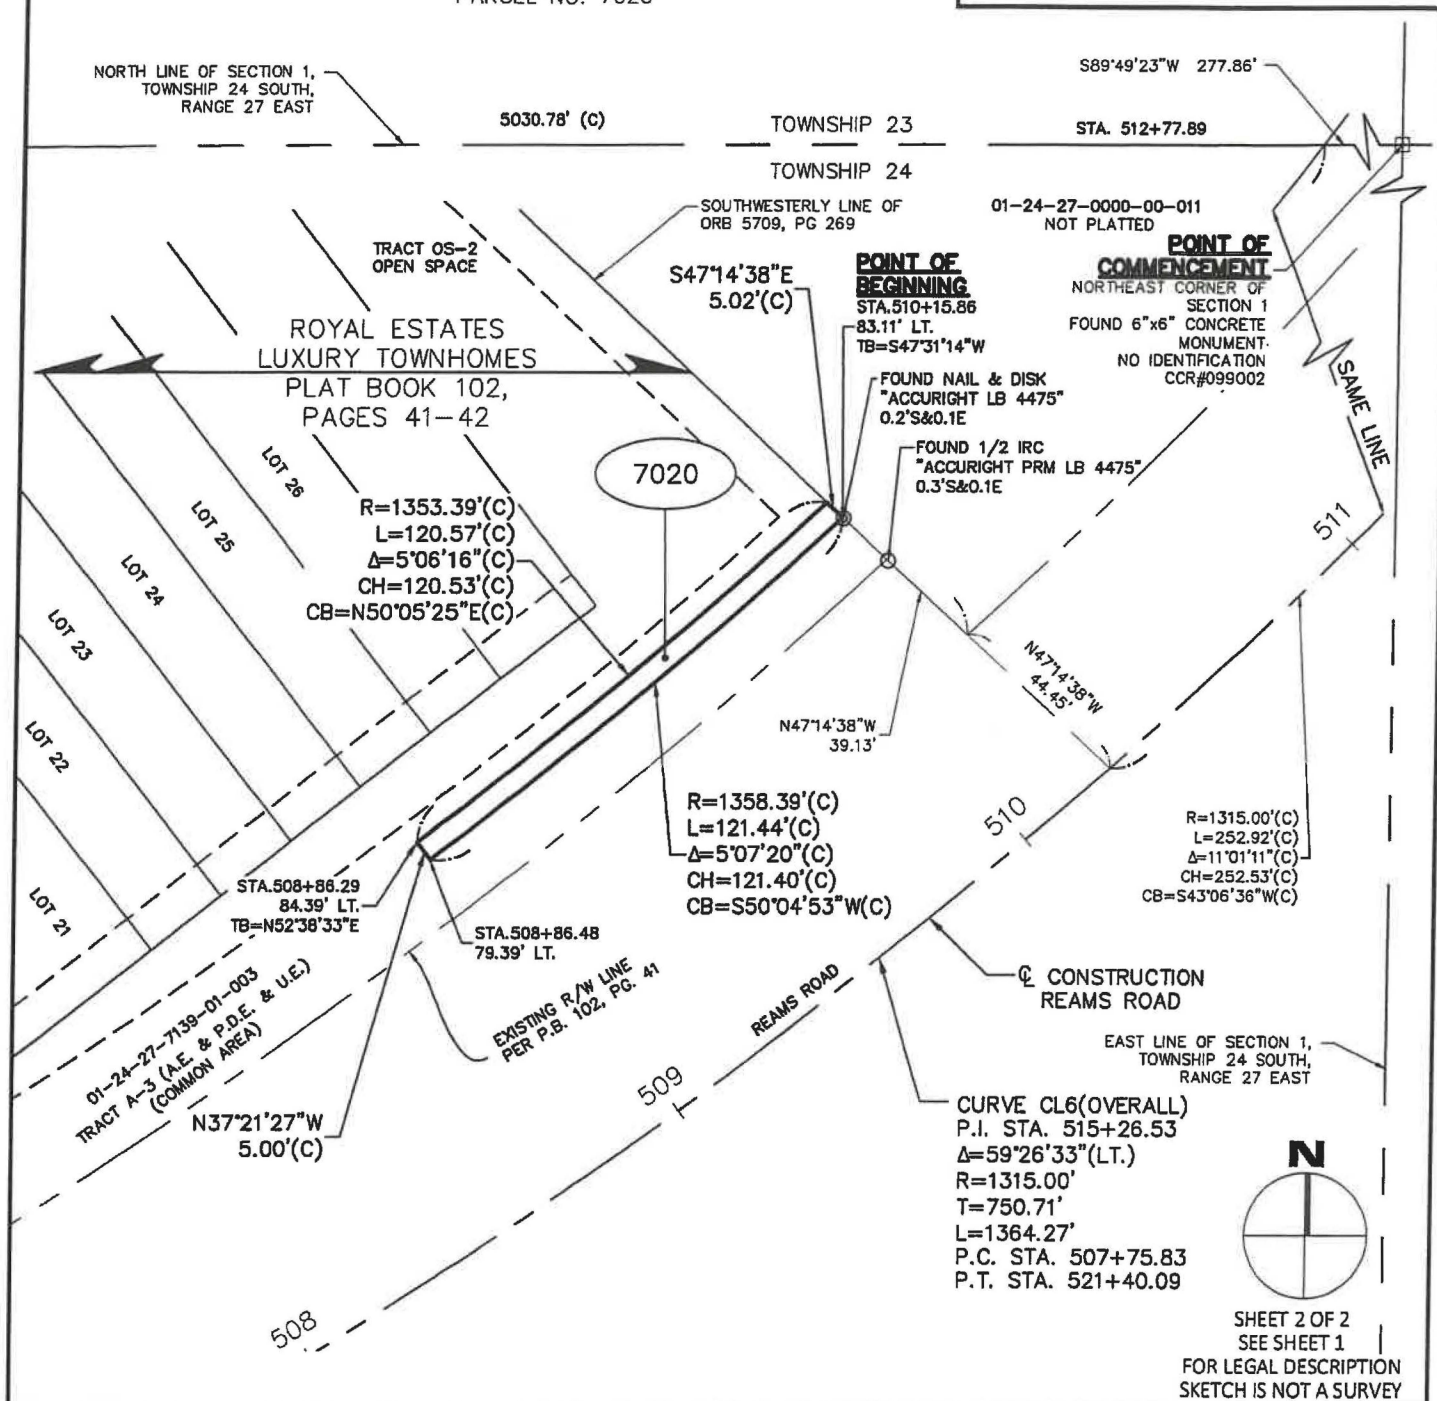 NORTH LINE OF SECTION 1,
TOWNSHIP 24 SOUTH,
RANGE 27 EAST
5030.78' (C)
TOWNSHIP 23
TOWNSHIP 24
S89°49'23"W 277.86'
STA. 512+77.89
SOUTHWESTERLY LINE OF
ORB 5709, PG 269
01-24-27-0000-00-011
NOT PLATTED
TRACT OS-2
OPEN SPACE
S47°14'38"E
5.02'(C)
POINT OF
BEGINNING
STA.510+15.86
83.11' LT.
TB=S47°31'14"W
POINT OF
COMMENCEMENT
NORTHEAST CORNER OF
SECTION 1
FOUND 6"x6" CONCRETE
MONUMENT
NO IDENTIFICATION
CCR#099002
ROYAL ESTATES
LUXURY TOWNHOMES
PLAT BOOK 102,
PAGES 41-42
FOUND NAIL & DISK
"ACCURIGHT LB 4475"
0.2'S&0.1E
FOUND 1/2 IRC
"ACCURIGHT PRM LB 4475"
0.3'S&0.1E
SAME LINE
7020
LOT 26
LOT 25
LOT 24
LOT 23
LOT 22
LOT 21
R=1353.39'(C)
L=120.57'(C)
Δ=5°06'16"(C)
CH=120.53'(C)
CB=N50°05'25"E(C)
511
N47°14'38"W
44.45'
N47°14'38"W
39.13'
R=1358.39'(C)
L=121.44'(C)
Δ=5°07'20"(C)
CH=121.40'(C)
CB=S50°04'53"W(C)
510
R=1315.00'(C)
L=252.92'(C)
Δ=11°01'11"(C)
CH=252.53'(C)
CB=S43°06'36"W(C)
STA.508+86.29
84.39' LT.
TB=N52°38'33"E
STA.508+86.48
79.39' LT.
EXISTING R/W LINE
PER P.B. 102, PG. 41
REAMS ROAD
℄ CONSTRUCTION
REAMS ROAD
01-24-27-7139-01-003
TRACT A-3 (A.E. & P.D.E. & U.E.)
(COMMON AREA)
N37°21'27"W
5.00'(C)
509
EAST LINE OF SECTION 1,
TOWNSHIP 24 SOUTH,
RANGE 27 EAST
CURVE CL6(OVERALL)
P.I. STA. 515+26.53
Δ=59°26'33"(LT.)
R=1315.00'
T=750.71'
L=1364.27'
P.C. STA. 507+75.83
P.T. STA. 521+40.09
N
508
SHEET 2 OF 2
SEE SHEET 1
FOR LEGAL DESCRIPTION
SKETCH IS NOT A SURVEY